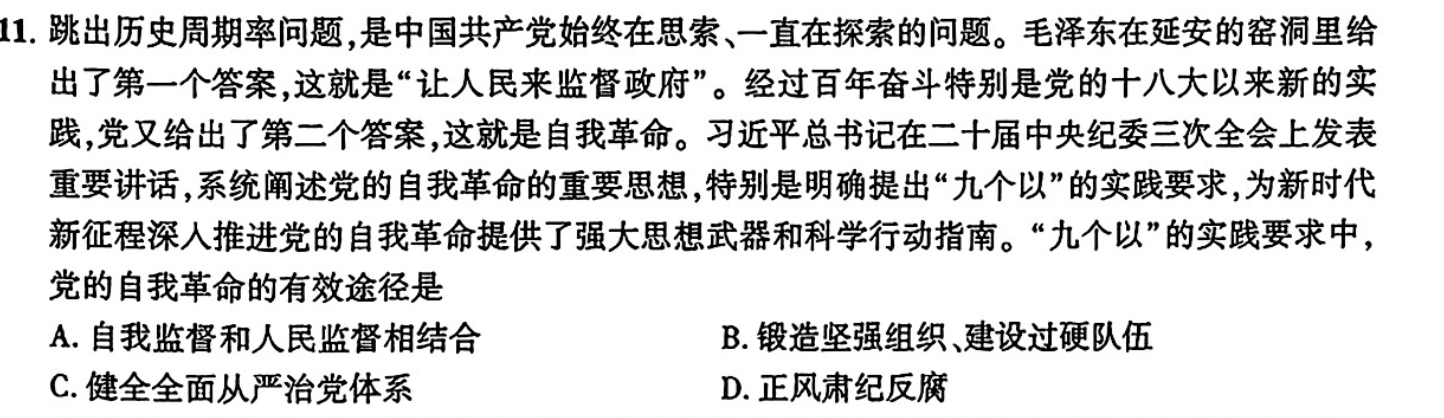 11. 跳出历史周期率问题,是中国共产党始终在思索、一直在探索的问题。毛泽东在延安的窑洞里给
出了第一个答案,这就是“让人民来监督政府”。经过百年奋斗特别是党的十八大以来新的实
践,党又给出了第二个答案,这就是自我革命。习近平总书记在二十届中央纪委三次全会上发表
重要讲话,系统阐述党的自我革命的重要思想,特别是明确提出“九个以”的实践要求,为新时代
新征程深入推进党的自我革命提供了强大思想武器和科学行动指南。“九个以”的实践要求中,
党的自我革命的有效途径是
A. 自我监督和人民监督相结合 B. 锻造坚强组织、建设过硬队伍
C. 健全全面从严治党体系 D. 正风肃纪反腐